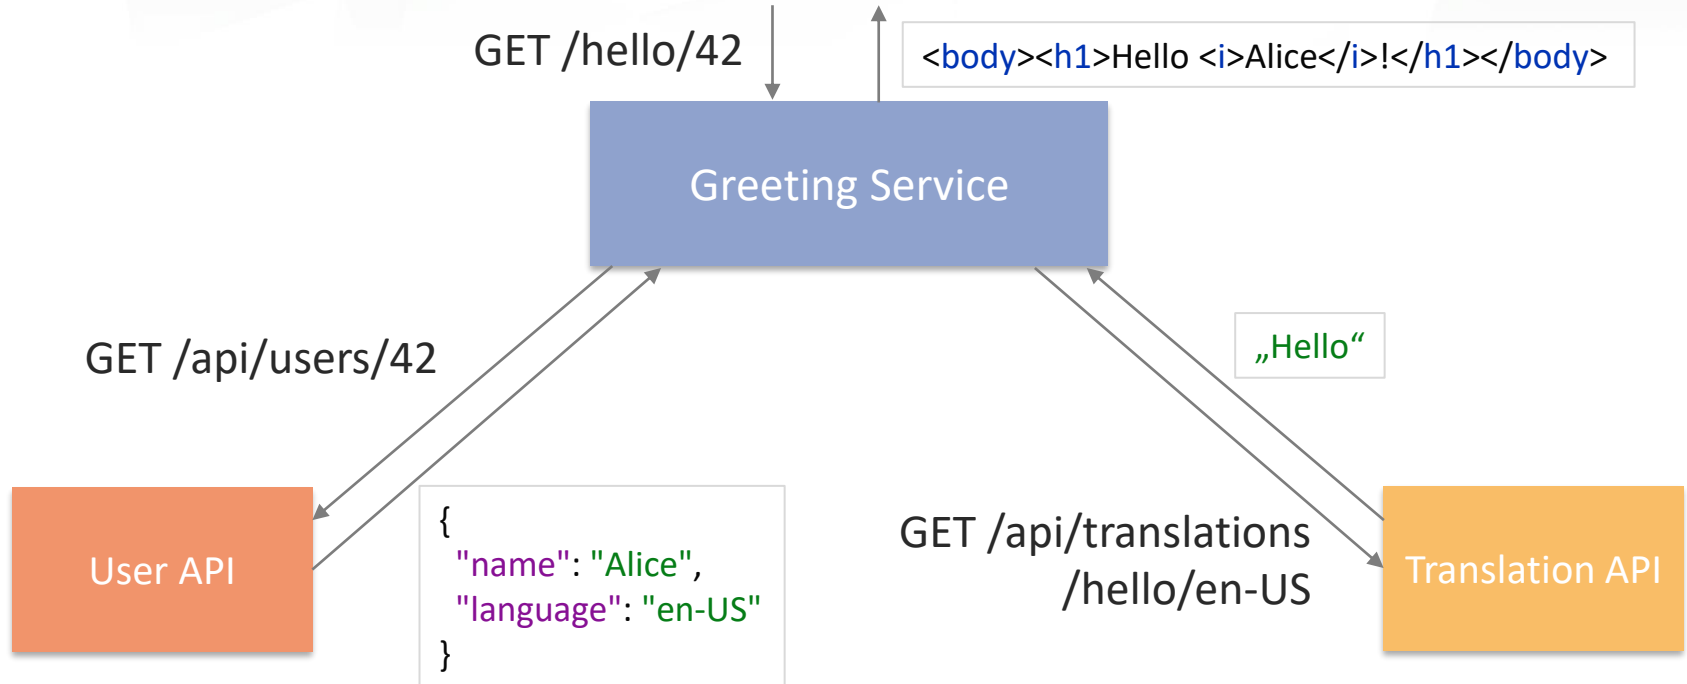 GET /hello/42
<body><h1>Hello <i>Alice</i>!</h1></body>
Greeting Service
GET /api/users/42
„Hello“
User API
{
"name": "Alice",
"language": "en-US"
}
GET /api/translations
/hello/en-US
Translation API